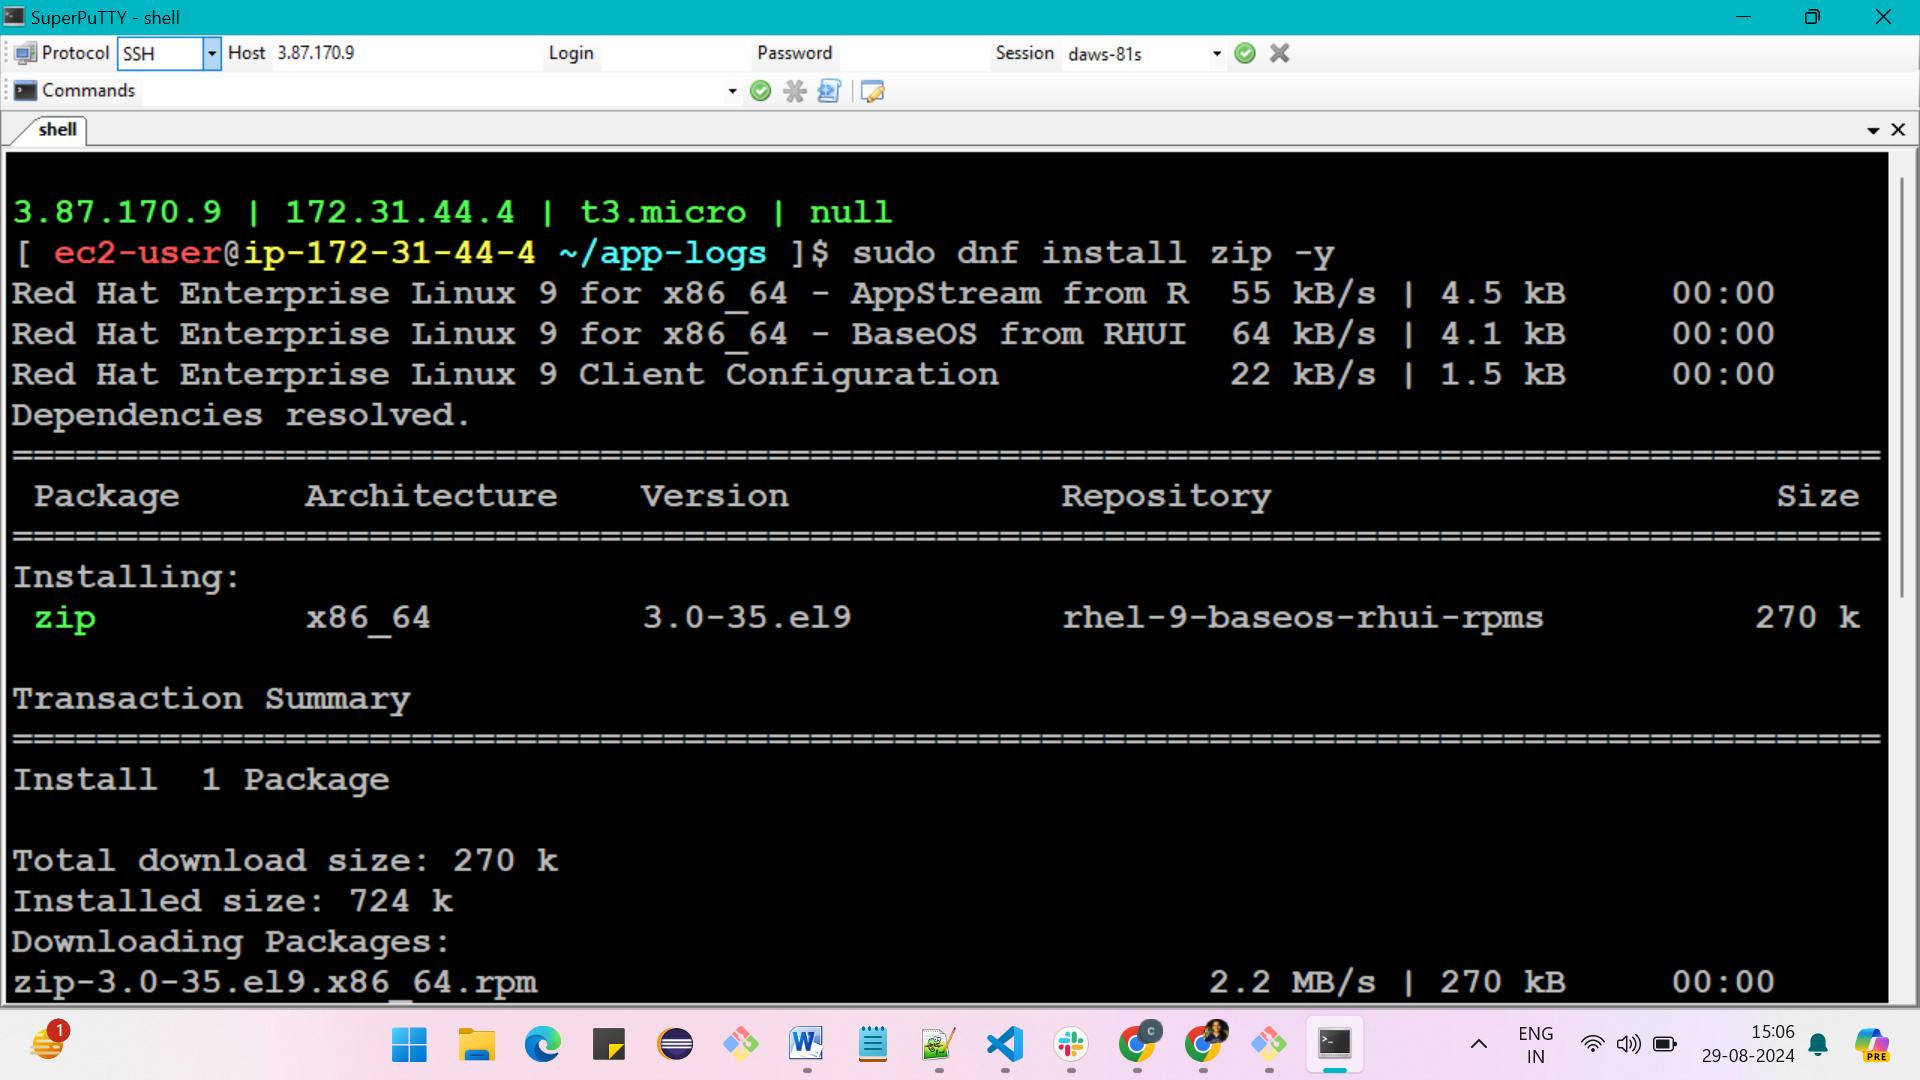 SuperPuTTY - shell
Protocol SSH Host 3.87.170.9 Login Password Session daws-81s
Commands
shell
3.87.170.9 | 172.31.44.4 | t3.micro | null
[ ec2-user@ip-172-31-44-4 ~/app-logs ]$ sudo dnf install zip -y
Red Hat Enterprise Linux 9 for x86_64 - AppStream from R  55 kB/s | 4.5 kB     00:00
Red Hat Enterprise Linux 9 for x86_64 - BaseOS from RHUI  64 kB/s | 4.1 kB     00:00
Red Hat Enterprise Linux 9 Client Configuration           22 kB/s | 1.5 kB     00:00
Dependencies resolved.
=========================================================================================
 Package      Architecture    Version             Repository                        Size
=========================================================================================
Installing:
 zip          x86_64          3.0-35.el9          rhel-9-baseos-rhui-rpms          270 k
Transaction Summary
=========================================================================================
Install  1 Package
Total download size: 270 k
Installed size: 724 k
Downloading Packages:
zip-3.0-35.el9.x86_64.rpm                                2.2 MB/s | 270 kB     00:00
1
C
ENG
IN
15:06
29-08-2024
PRE